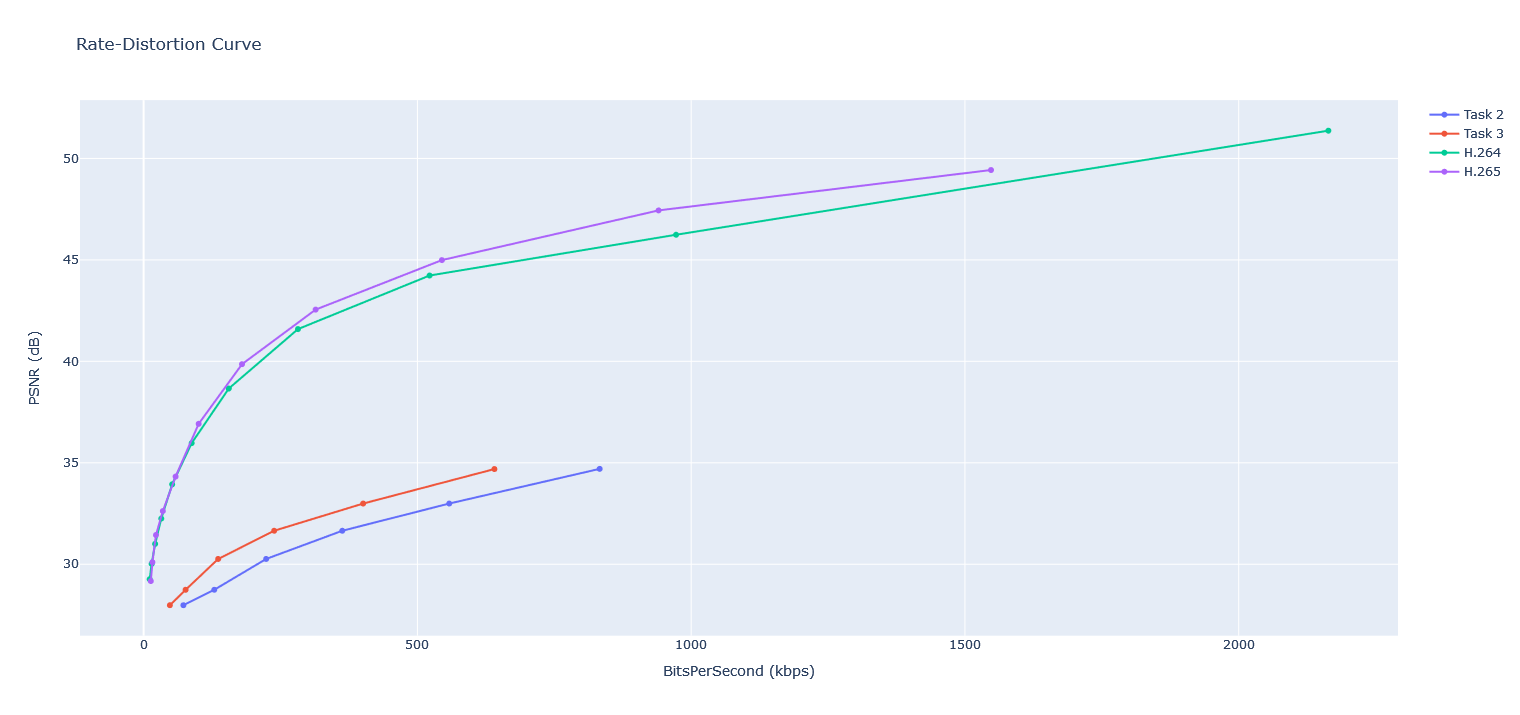 Rate-Distortion Curve
Task 2
Task 3
H.264
H.265
50
45
40
35
30
PSNR (dB)
0 500 1000 1500 2000
BitsPerSecond (kbps)